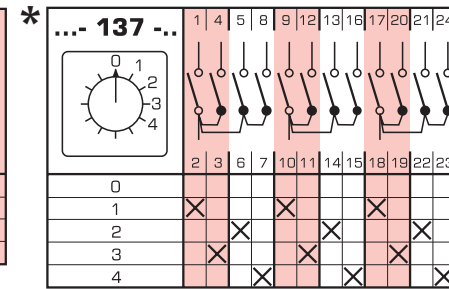 * ...- 137 -.. 1 4 5 8 9 12 13 16 17 20 21 24
0 1 2 3 4
2 3 6 7 10 11 14 15 18 19 22 23
0
1 X X X
2 X X X
3 X X X
4 X X X